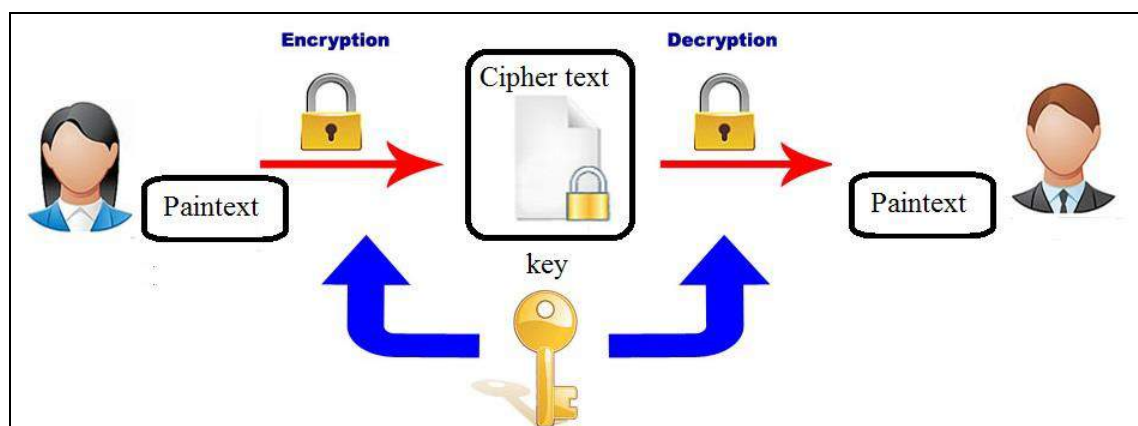 Encryption
Decryption
Cipher text
Paintext
Paintext
key